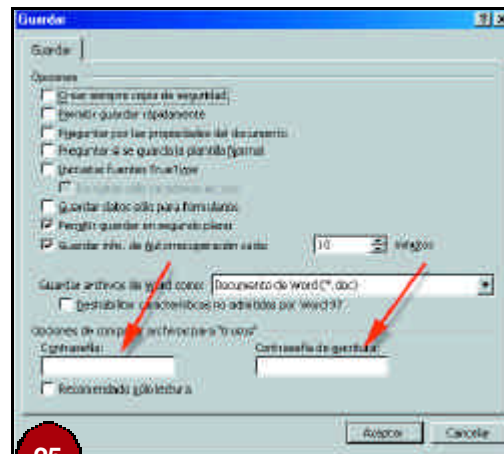 Guardar
Guardar
Opciones
Crear siempre copia de seguridad
Permitir guardar rápidamente
Preguntar por las propiedades del documento
Preguntar si se guarda la plantilla Normal
Incrustar fuentes TrueType
Guardar datos sólo para formularios
Permitir guardar en segundo plano
Guardar info. de Autorrecuperación cada: 10 minutos
Guardar archivos de Word como: Documento de Word (*.doc)
Deshabilitar características no admitidas por Word 97
Opciones de compartir archivos para "trucos"
Contraseña: Contraseña de escritura:
Recomendado sólo lectura
Aceptar Cancelar